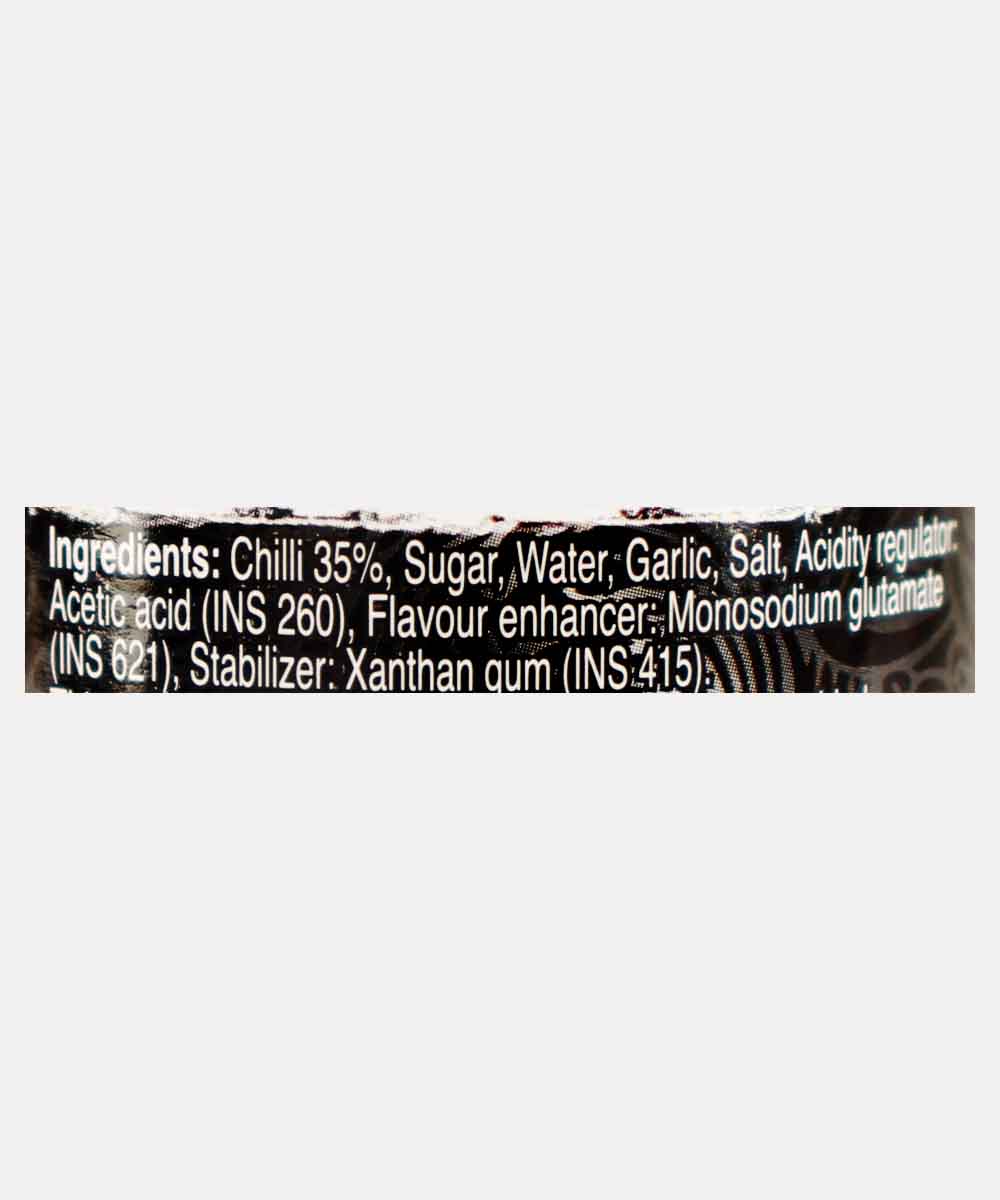 Ingredients: Chilli 35%, Sugar, Water, Garlic, Salt, Acidity regulator:
Acetic acid (INS 260), Flavour enhancer: Monosodium glutamate
(INS 621), Stabilizer: Xanthan gum (INS 415).